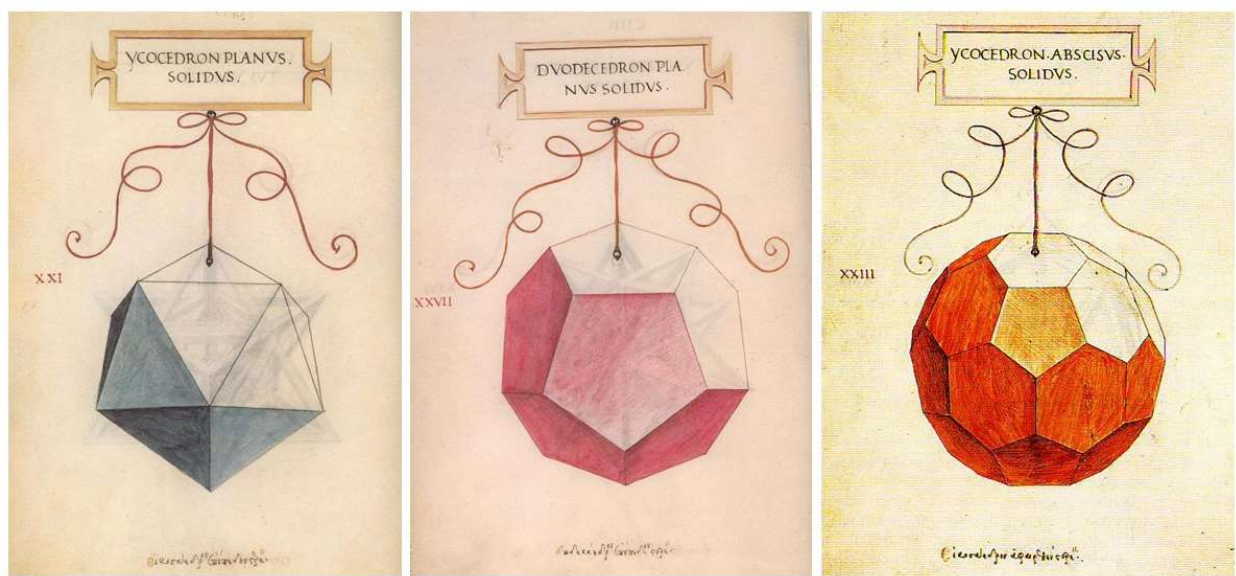 YCOCEDRON PLANVS.
SOLIDVS.
XXI
DVODECEDRON PLA-
NVS SOLIDVS.
XXVII
YCOCEDRON·ABSCISVS·
SOLIDVS.
XXIII